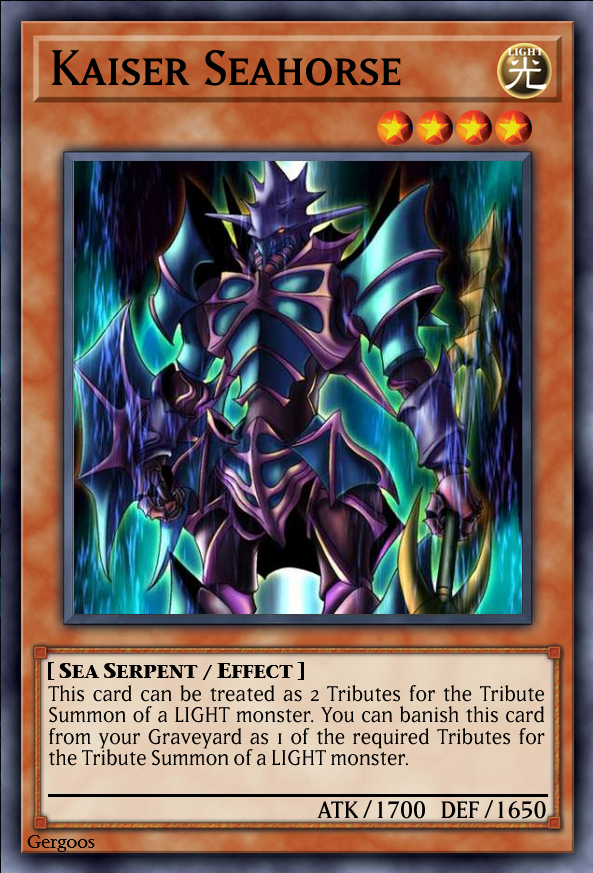 Kaiser Seahorse
LIGHT
光
[ Sea Serpent / Effect ]
This card can be treated as 2 Tributes for the Tribute
Summon of a LIGHT monster. You can banish this card
from your Graveyard as 1 of the required Tributes for
the Tribute Summon of a LIGHT monster.
ATK/1700 DEF/1650
Gergoos